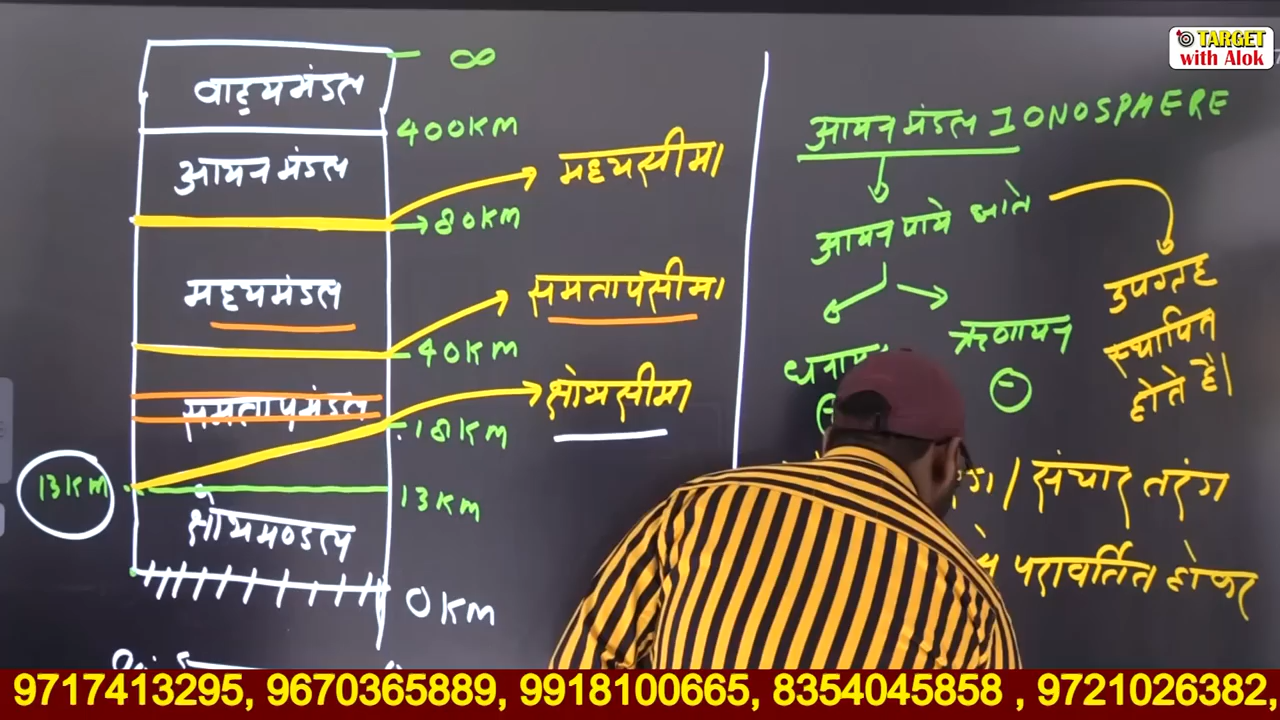 TARGET
with Alok
∞
वाह्यमंडल
400KM
आयनमंडल
मध्यसीमा
80KM
मध्यमंडल
समतापसीमा
40KM
समतापमंडल
क्षोभसीमा
18KM
13KM
13KM
क्षोभमण्डल
0KM
आयनमंडल IONOSPHERE
आयन पाये जाते
उपग्रह
स्थापित
होते है।
ऋणायन
⊖
/ संचार तरंग
परावर्तित होकर
9717413295, 9670365889, 9918100665, 8354045858 , 9721026382,